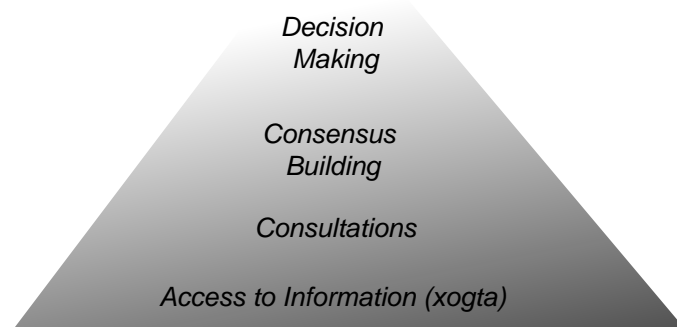 Decision
Making
Consensus
Building
Consultations
Access to Information (xogta)